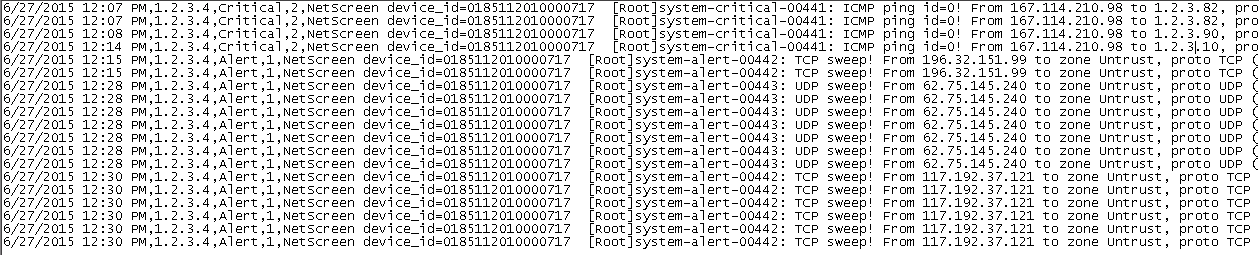 6/27/2015 12:07 PM,1.2.3.4,Critical,2,NetScreen device_id=0185112010000717  [Root]system-critical-00441: ICMP ping id=0! From 167.114.210.98 to 1.2.3.82, pro
6/27/2015 12:07 PM,1.2.3.4,Critical,2,NetScreen device_id=0185112010000717  [Root]system-critical-00441: ICMP ping id=0! From 167.114.210.98 to 1.2.3.82, pro
6/27/2015 12:08 PM,1.2.3.4,Critical,2,NetScreen device_id=0185112010000717  [Root]system-critical-00441: ICMP ping id=0! From 167.114.210.98 to 1.2.3.90, pro
6/27/2015 12:14 PM,1.2.3.4,Critical,2,NetScreen device_id=0185112010000717  [Root]system-critical-00441: ICMP ping id=0! From 167.114.210.98 to 1.2.3.10, pro
6/27/2015 12:15 PM,1.2.3.4,Alert,1,NetScreen device_id=0185112010000717  [Root]system-alert-00442: TCP sweep! From 196.32.151.99 to zone Untrust, proto TCP (
6/27/2015 12:15 PM,1.2.3.4,Alert,1,NetScreen device_id=0185112010000717  [Root]system-alert-00442: TCP sweep! From 196.32.151.99 to zone Untrust, proto TCP (
6/27/2015 12:28 PM,1.2.3.4,Alert,1,NetScreen device_id=0185112010000717  [Root]system-alert-00443: UDP sweep! From 62.75.145.240 to zone Untrust, proto UDP (
6/27/2015 12:28 PM,1.2.3.4,Alert,1,NetScreen device_id=0185112010000717  [Root]system-alert-00443: UDP sweep! From 62.75.145.240 to zone Untrust, proto UDP (
6/27/2015 12:28 PM,1.2.3.4,Alert,1,NetScreen device_id=0185112010000717  [Root]system-alert-00443: UDP sweep! From 62.75.145.240 to zone Untrust, proto UDP (
6/27/2015 12:28 PM,1.2.3.4,Alert,1,NetScreen device_id=0185112010000717  [Root]system-alert-00443: UDP sweep! From 62.75.145.240 to zone Untrust, proto UDP (
6/27/2015 12:28 PM,1.2.3.4,Alert,1,NetScreen device_id=0185112010000717  [Root]system-alert-00443: UDP sweep! From 62.75.145.240 to zone Untrust, proto UDP (
6/27/2015 12:28 PM,1.2.3.4,Alert,1,NetScreen device_id=0185112010000717  [Root]system-alert-00443: UDP sweep! From 62.75.145.240 to zone Untrust, proto UDP (
6/27/2015 12:28 PM,1.2.3.4,Alert,1,NetScreen device_id=0185112010000717  [Root]system-alert-00443: UDP sweep! From 62.75.145.240 to zone Untrust, proto UDP (
6/27/2015 12:30 PM,1.2.3.4,Alert,1,NetScreen device_id=0185112010000717  [Root]system-alert-00442: TCP sweep! From 117.192.37.121 to zone Untrust, proto TCP
6/27/2015 12:30 PM,1.2.3.4,Alert,1,NetScreen device_id=0185112010000717  [Root]system-alert-00442: TCP sweep! From 117.192.37.121 to zone Untrust, proto TCP
6/27/2015 12:30 PM,1.2.3.4,Alert,1,NetScreen device_id=0185112010000717  [Root]system-alert-00442: TCP sweep! From 117.192.37.121 to zone Untrust, proto TCP
6/27/2015 12:30 PM,1.2.3.4,Alert,1,NetScreen device_id=0185112010000717  [Root]system-alert-00442: TCP sweep! From 117.192.37.121 to zone Untrust, proto TCP
6/27/2015 12:30 PM,1.2.3.4,Alert,1,NetScreen device_id=0185112010000717  [Root]system-alert-00442: TCP sweep! From 117.192.37.121 to zone Untrust, proto TCP
6/27/2015 12:30 PM,1.2.3.4,Alert,1,NetScreen device_id=0185112010000717  [Root]system-alert-00442: TCP sweep! From 117.192.37.121 to zone Untrust, proto TCP